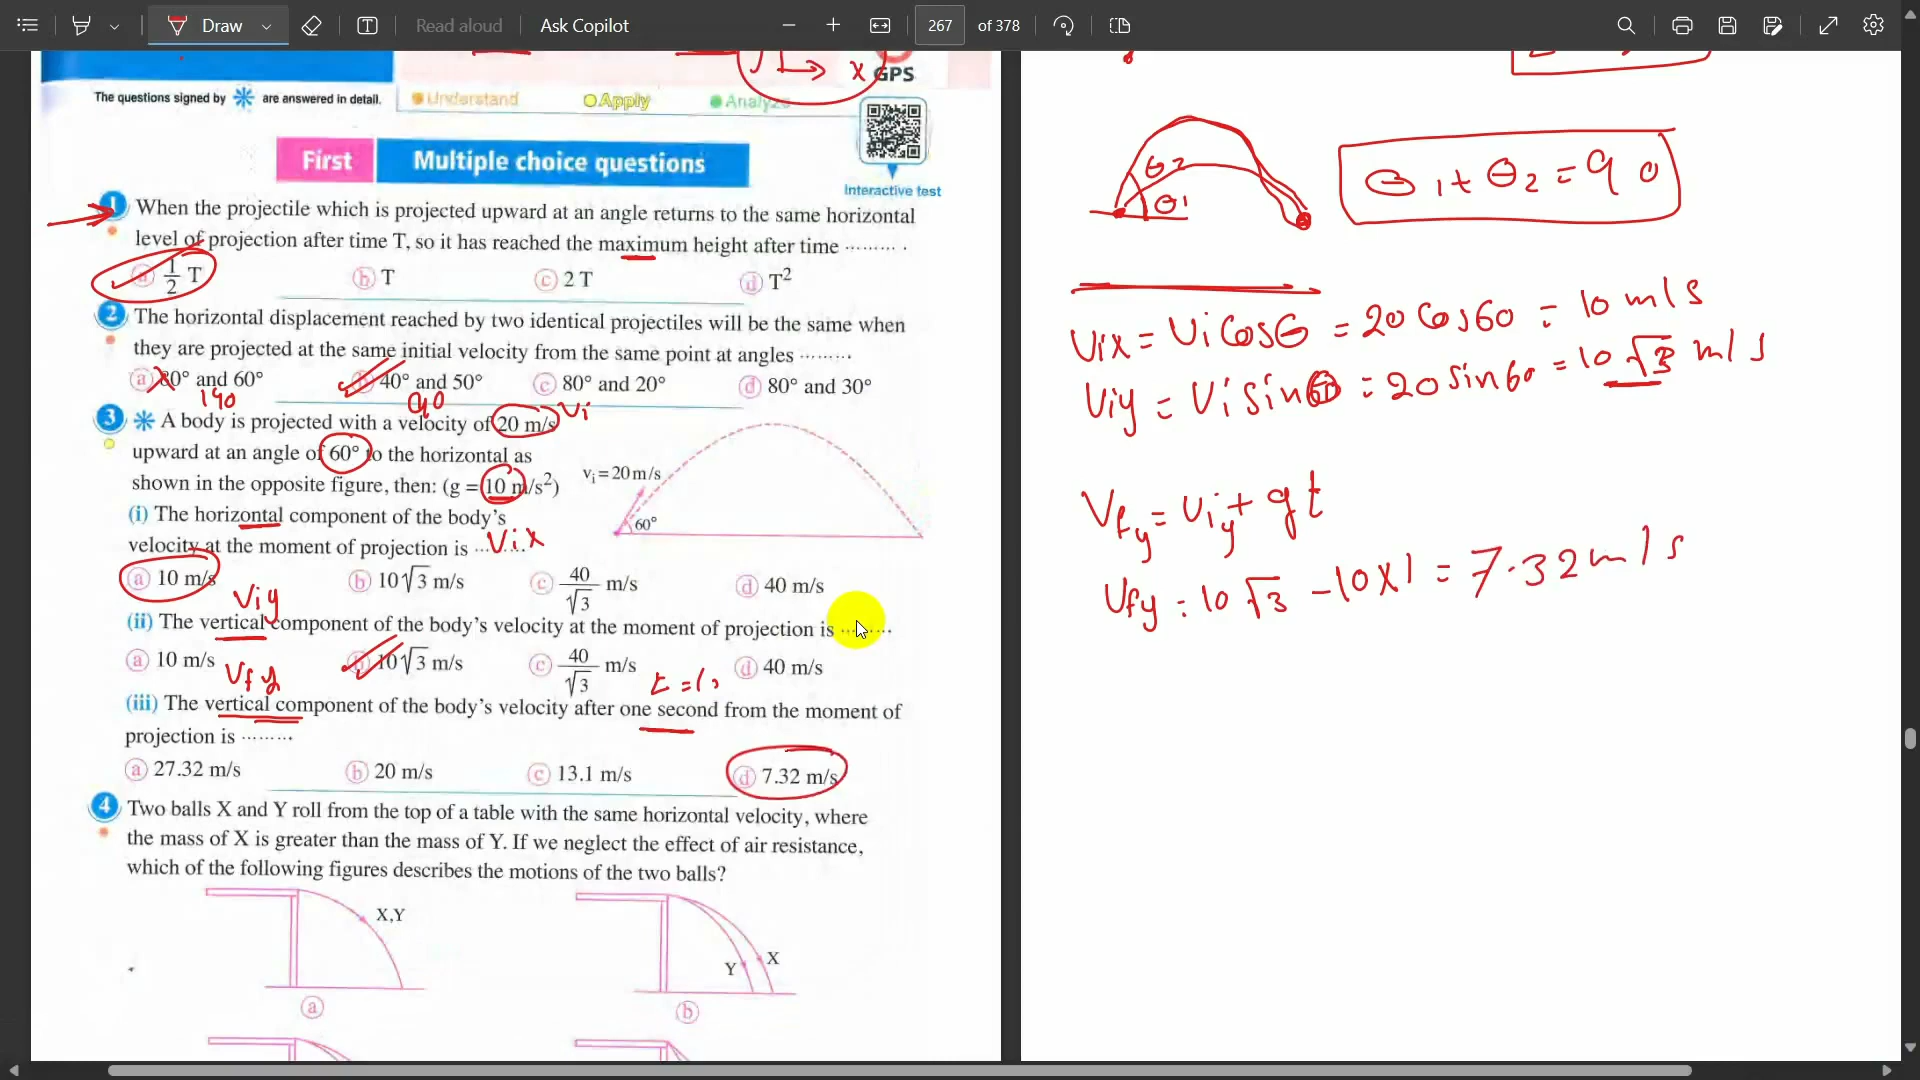 Draw
Read aloud
Ask Copilot
267 of 378
x GPS
The questions signed by are answered in detail.
Understand
Apply
Analyze
Interactive test
First Multiple choice questions
1 When the projectile which is projected upward at an angle returns to the same horizontal
level of projection after time T, so it has reached the maximum height after time ......... .
a 1/2 T b T c 2 T d T²
2 The horizontal displacement reached by two identical projectiles will be the same when
they are projected at the same initial velocity from the same point at angles .........
a 80° and 60° b 40° and 50° c 80° and 20° d 80° and 30°
140 90
3 A body is projected with a velocity of 20 m/s Vi
upward at an angle of 60° to the horizontal as
shown in the opposite figure, then: (g = 10 m/s²)
vi = 20 m/s
60°
(i) The horizontal component of the body's
velocity at the moment of projection is ......... Vix
a 10 m/s b 10√3 m/s c 40/√3 m/s d 40 m/s
Viy
(ii) The vertical component of the body's velocity at the moment of projection is .........
a 10 m/s b 10√3 m/s c 40/√3 m/s d 40 m/s
Vfy
(iii) The vertical component of the body's velocity after one second from the moment of
projection is .........
a 27.32 m/s b 20 m/s c 13.1 m/s d 7.32 m/s
4 Two balls X and Y roll from the top of a table with the same horizontal velocity, where
the mass of X is greater than the mass of Y. If we neglect the effect of air resistance,
which of the following figures describes the motions of the two balls?
X,Y
a
Y X
b
θ2
θ1
θ1 + θ2 = 90
Vix = Vi Cosθ = 20 Cos60 = 10 m/s
Viy = Vi sinθ = 20 sin60 = 10√3 m/s
Vfy = Viy + gt
Vfy = 10√3 - 10x1 = 7.32 m/s